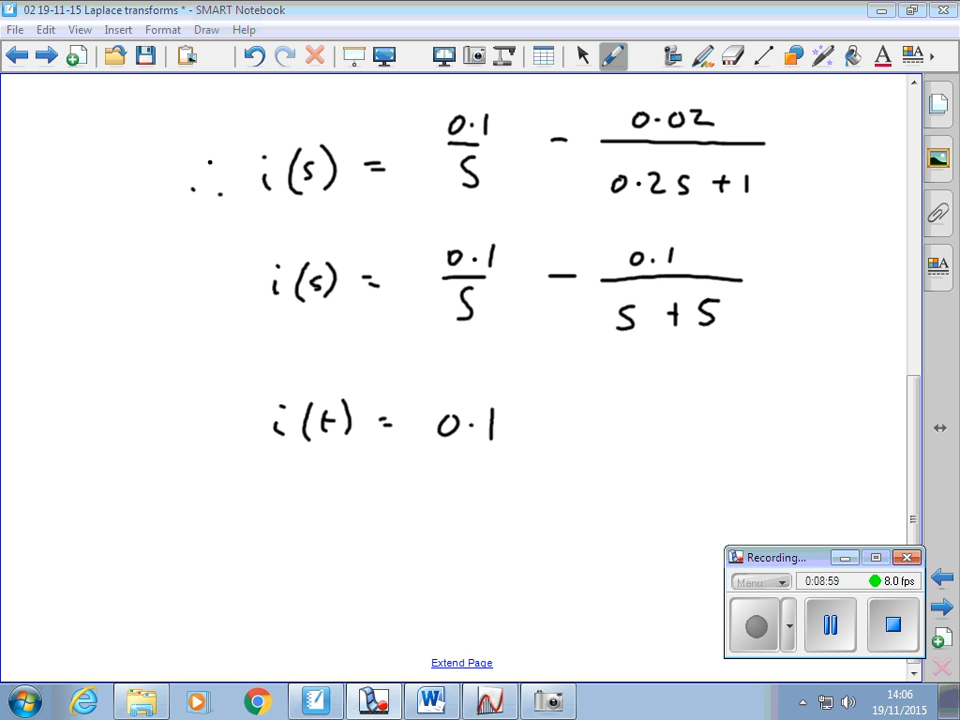 02 19-11-15 Laplace transforms * - SMART Notebook
File Edit View Insert Format Draw Help
∴ i(s) = 0.1/s - 0.02/0.2s + 1
i(s) = 0.1/s - 0.1/s + 5
i(t) = 0.1
Recording...
Menu 0:08:59 8.0 fps
Extend Page
14:06
19/11/2015